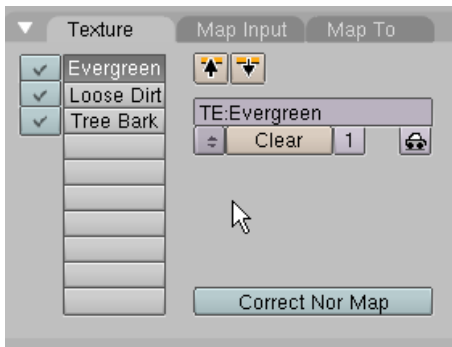 Texture Map Input Map To
Evergreen
Loose Dirt
Tree Bark
TE:Evergreen
Clear 1
Correct Nor Map